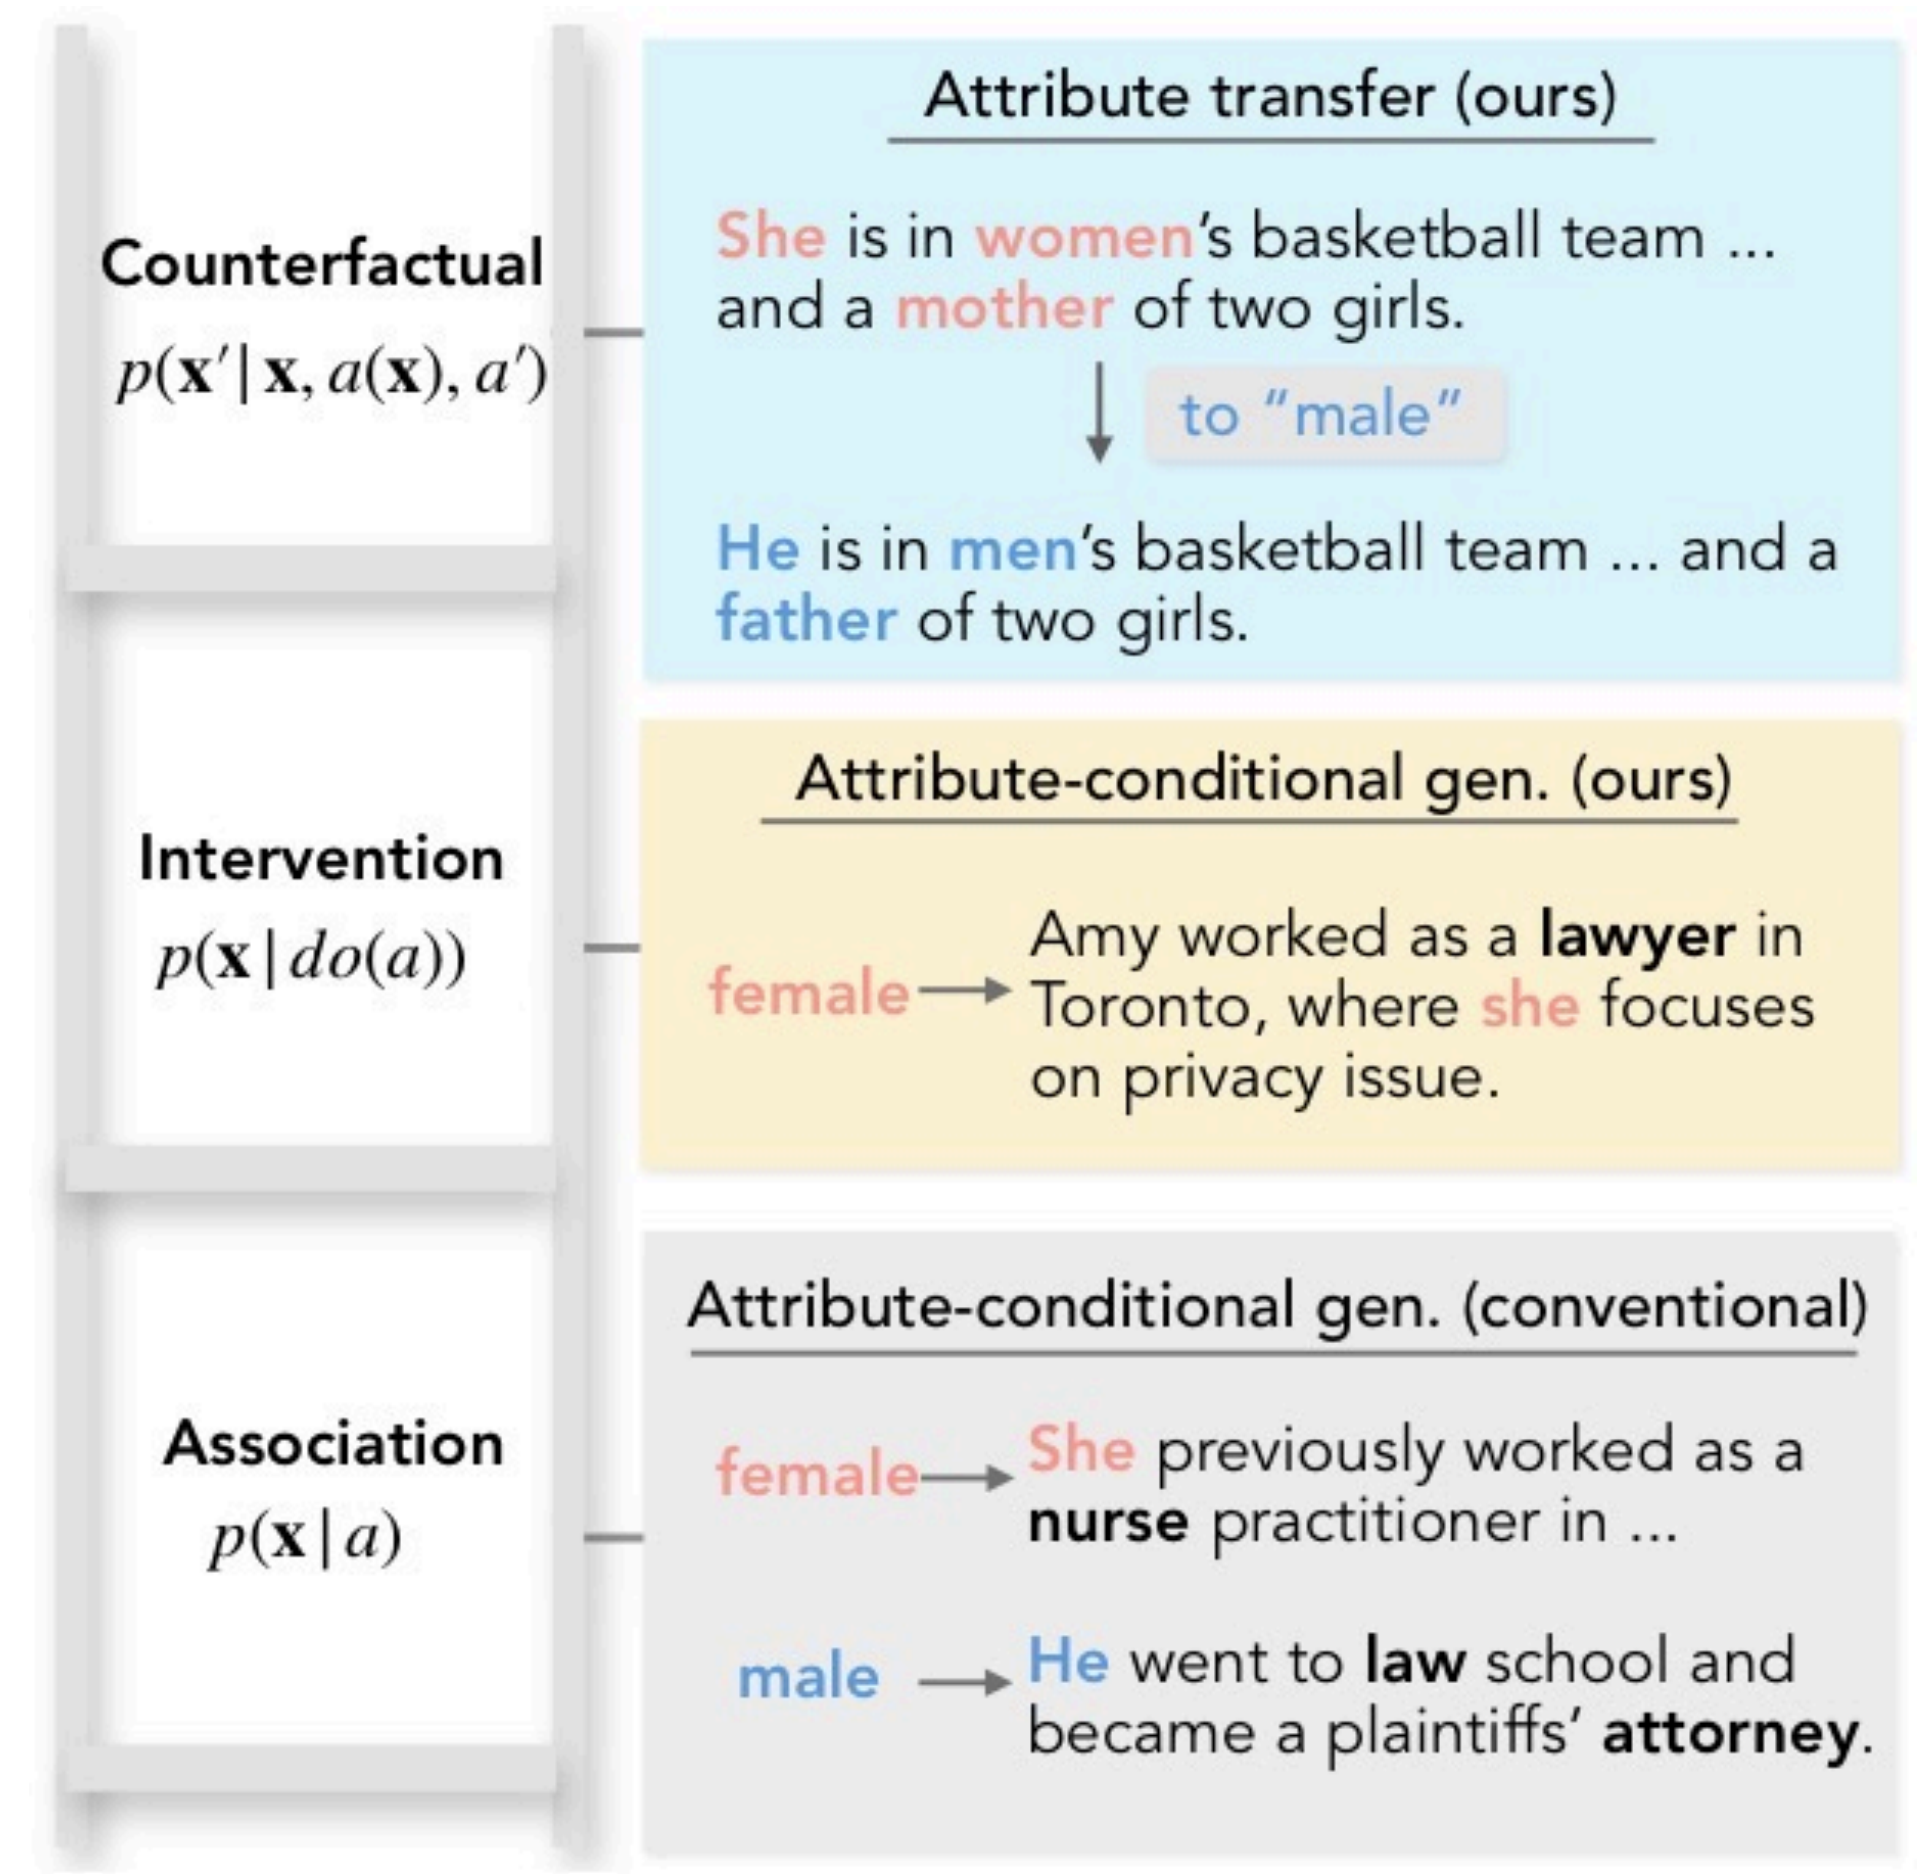 Counterfactual
p(x′|x, a(x), a′)
Attribute transfer (ours)
She is in women’s basketball team ...
and a mother of two girls.
to “male”
He is in men’s basketball team ... and a
father of two girls.
Intervention
p(x|do(a))
Attribute-conditional gen. (ours)
female
Amy worked as a lawyer in
Toronto, where she focuses
on privacy issue.
Association
p(x|a)
Attribute-conditional gen. (conventional)
female
She previously worked as a
nurse practitioner in ...
male
He went to law school and
became a plaintiffs’ attorney.